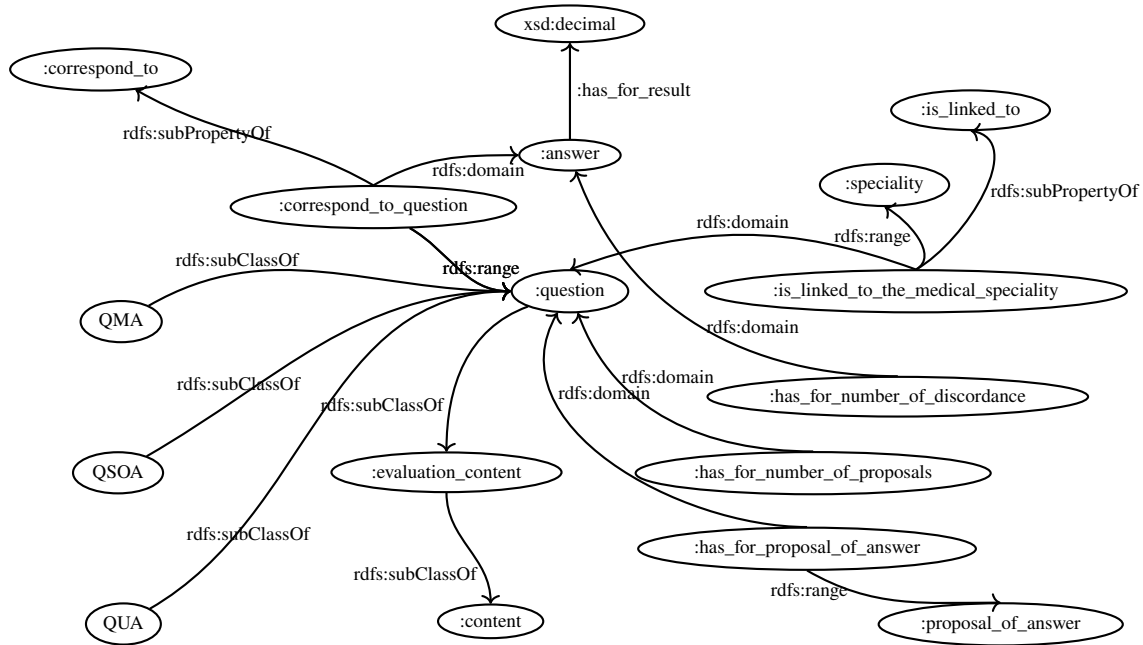 xsd:decimal
:correspond_to
:has_for_result
:is_linked_to
rdfs:subPropertyOf
:answer
rdfs:domain
:speciality
rdfs:subPropertyOf
:correspond_to_question
rdfs:domain
rdfs:range
rdfs:subClassOf
rdfs:range
:question
:is_linked_to_the_medical_speciality
QMA
rdfs:domain
rdfs:subClassOf
rdfs:domain
rdfs:domain
:has_for_number_of_discordance
rdfs:subClassOf
QSOA
:evaluation_content
:has_for_number_of_proposals
rdfs:subClassOf
:has_for_proposal_of_answer
rdfs:subClassOf
rdfs:range
QUA
:content
:proposal_of_answer